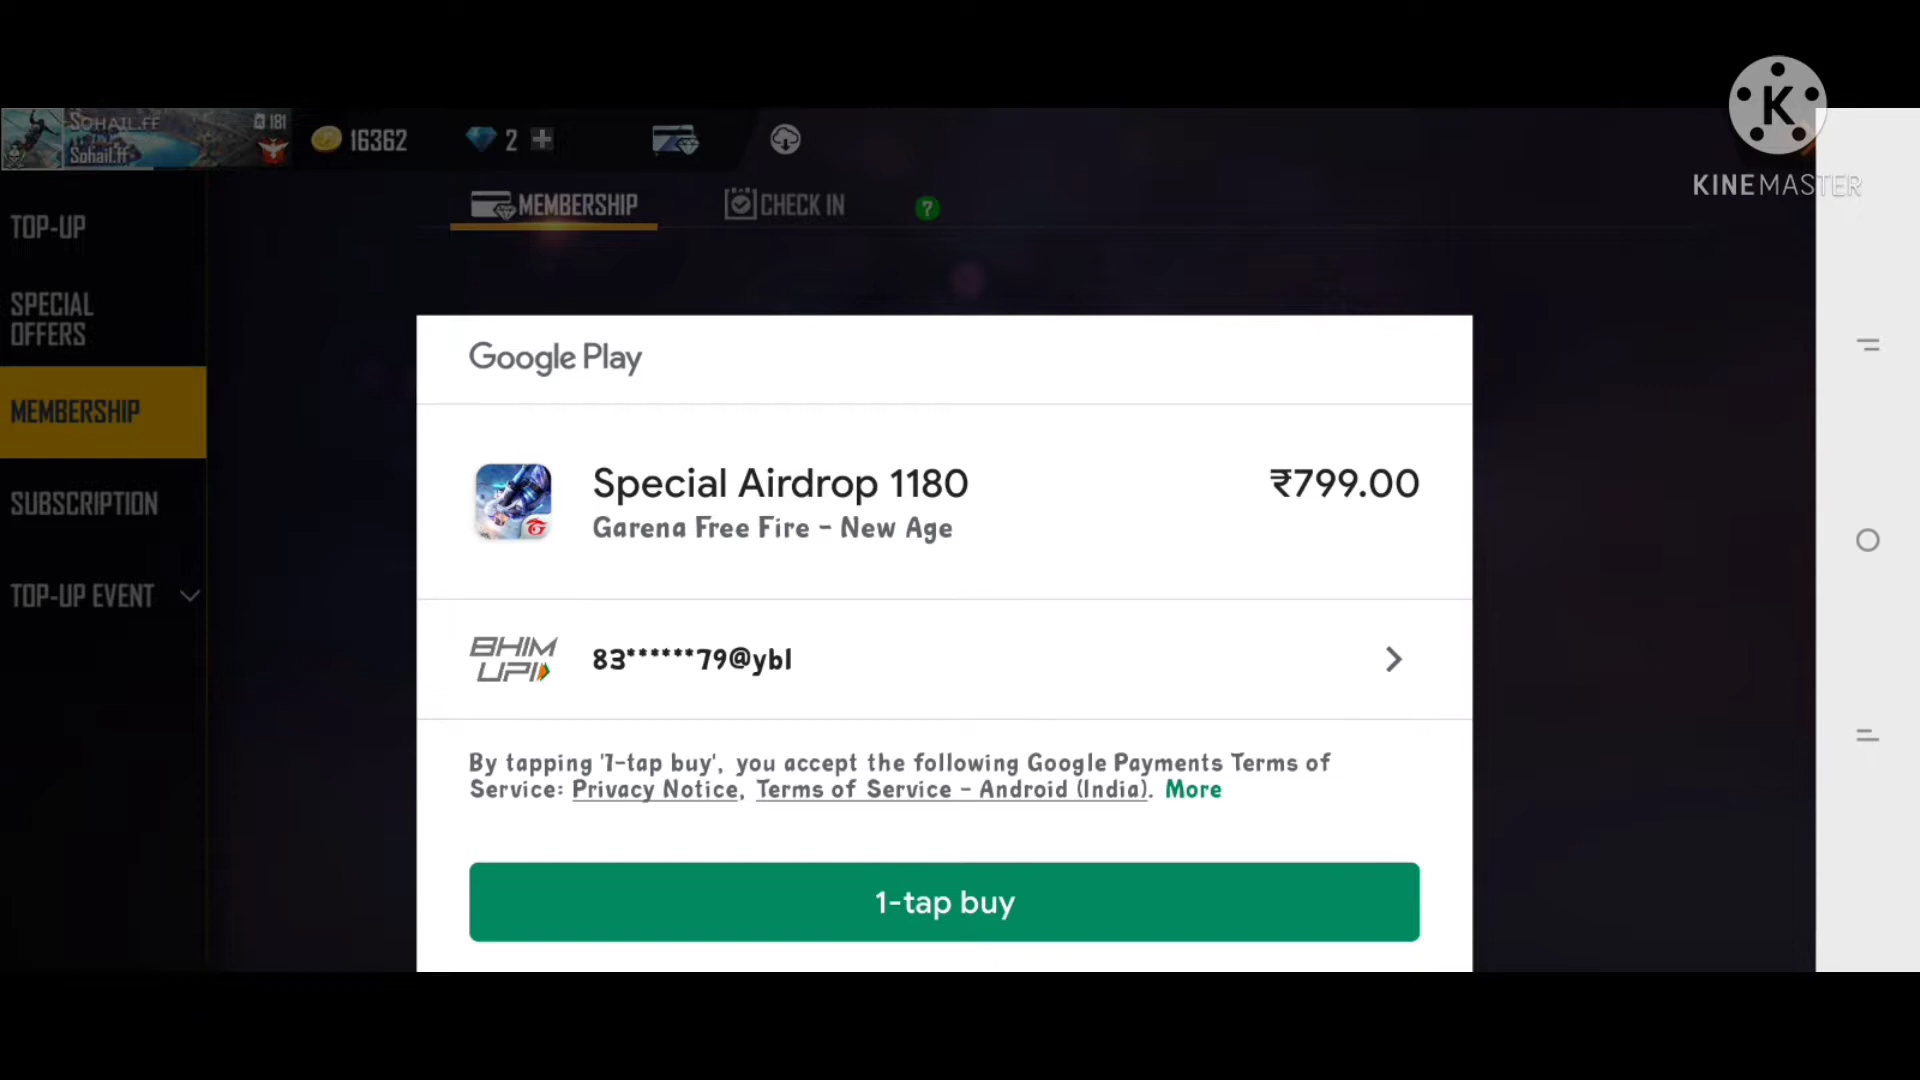 SOHAIL.FF
181
Sohail.ff
16362
2
MEMBERSHIP
CHECK IN
?
K
KINEMASTER
TOP-UP
SPECIAL
OFFERS
MEMBERSHIP
SUBSCRIPTION
TOP-UP EVENT
Google Play
Special Airdrop 1180
₹799.00
Garena Free Fire - New Age
BHIM
UPI
83******79@ybl
By tapping '1-tap buy', you accept the following Google Payments Terms of
Service: Privacy Notice, Terms of Service - Android (India). More
1-tap buy